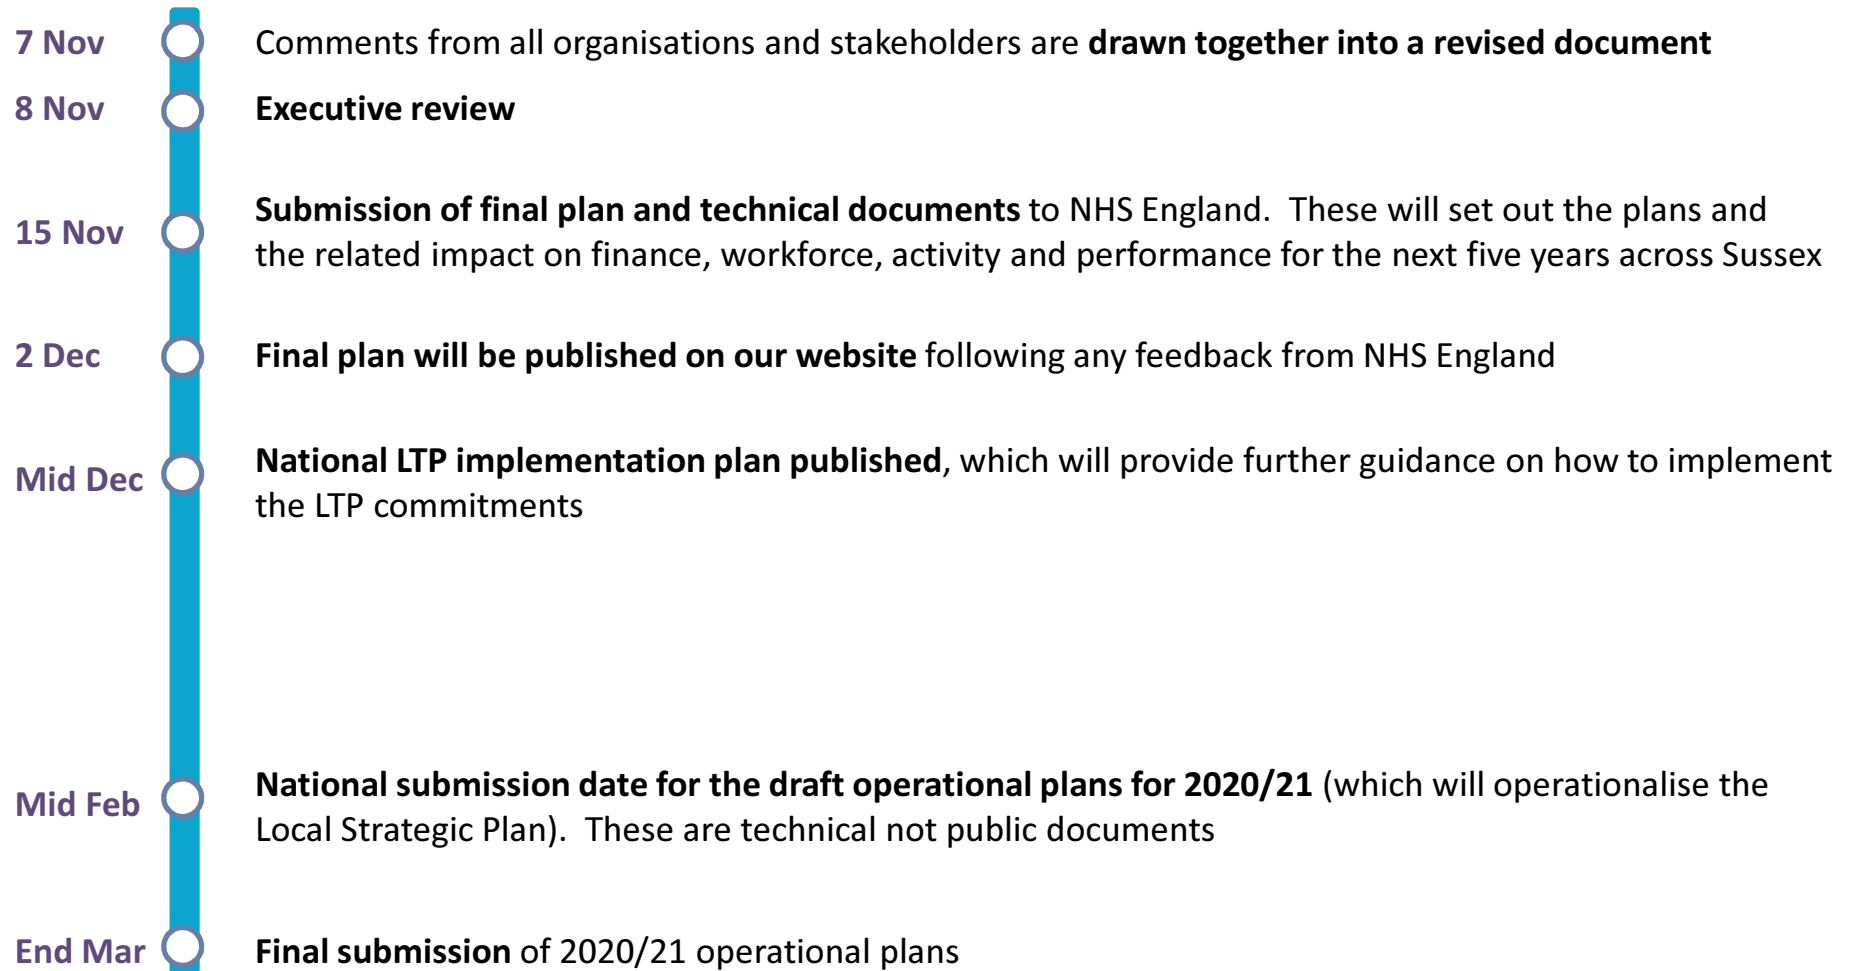 7 Nov Comments from all organisations and stakeholders are drawn together into a revised document
8 Nov Executive review
15 Nov Submission of final plan and technical documents to NHS England.  These will set out the plans and
the related impact on finance, workforce, activity and performance for the next five years across Sussex
2 Dec Final plan will be published on our website following any feedback from NHS England
Mid Dec National LTP implementation plan published, which will provide further guidance on how to implement
the LTP commitments
Mid Feb National submission date for the draft operational plans for 2020/21 (which will operationalise the
Local Strategic Plan).  These are technical not public documents
End Mar Final submission of 2020/21 operational plans